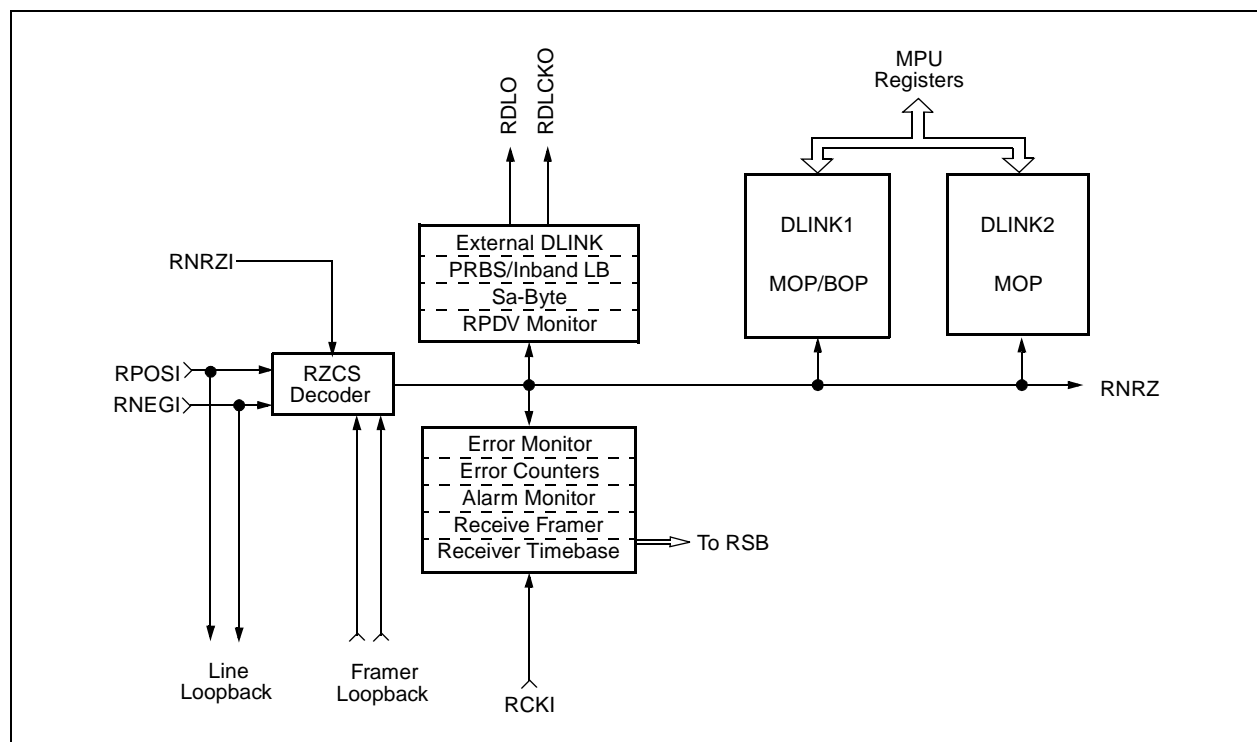 MPU
Registers
RDLO
RDLCKO
DLINK1
MOP/BOP
DLINK2
MOP
External DLINK
PRBS/Inband LB
Sa-Byte
RPDV Monitor
RNRZI
RPOSI
RNEGI
RZCS
Decoder
RNRZ
Error Monitor
Error Counters
Alarm Monitor
Receive Framer
Receiver Timebase
To RSB
Line
Loopback
Framer
Loopback
RCKI